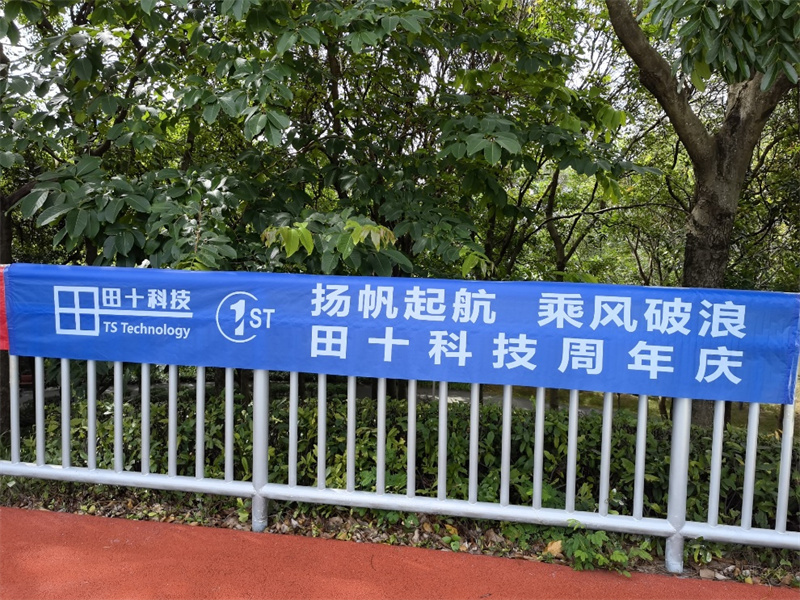 田十科技
TS Technology
1ST
扬帆起航 乘风破浪
田十科技周年庆